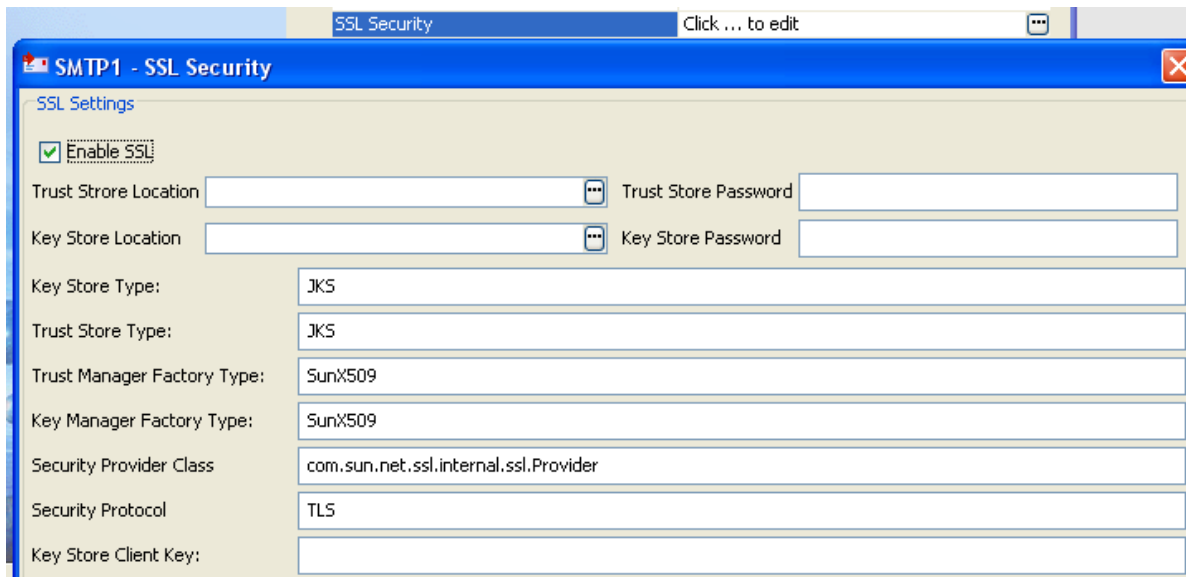 SSL Security Click ... to edit
SMTP1 - SSL Security
SSL Settings
Enable SSL
Trust Strore Location Trust Store Password
Key Store Location Key Store Password
Key Store Type: JKS
Trust Store Type: JKS
Trust Manager Factory Type: SunX509
Key Manager Factory Type: SunX509
Security Provider Class com.sun.net.ssl.internal.ssl.Provider
Security Protocol TLS
Key Store Client Key: